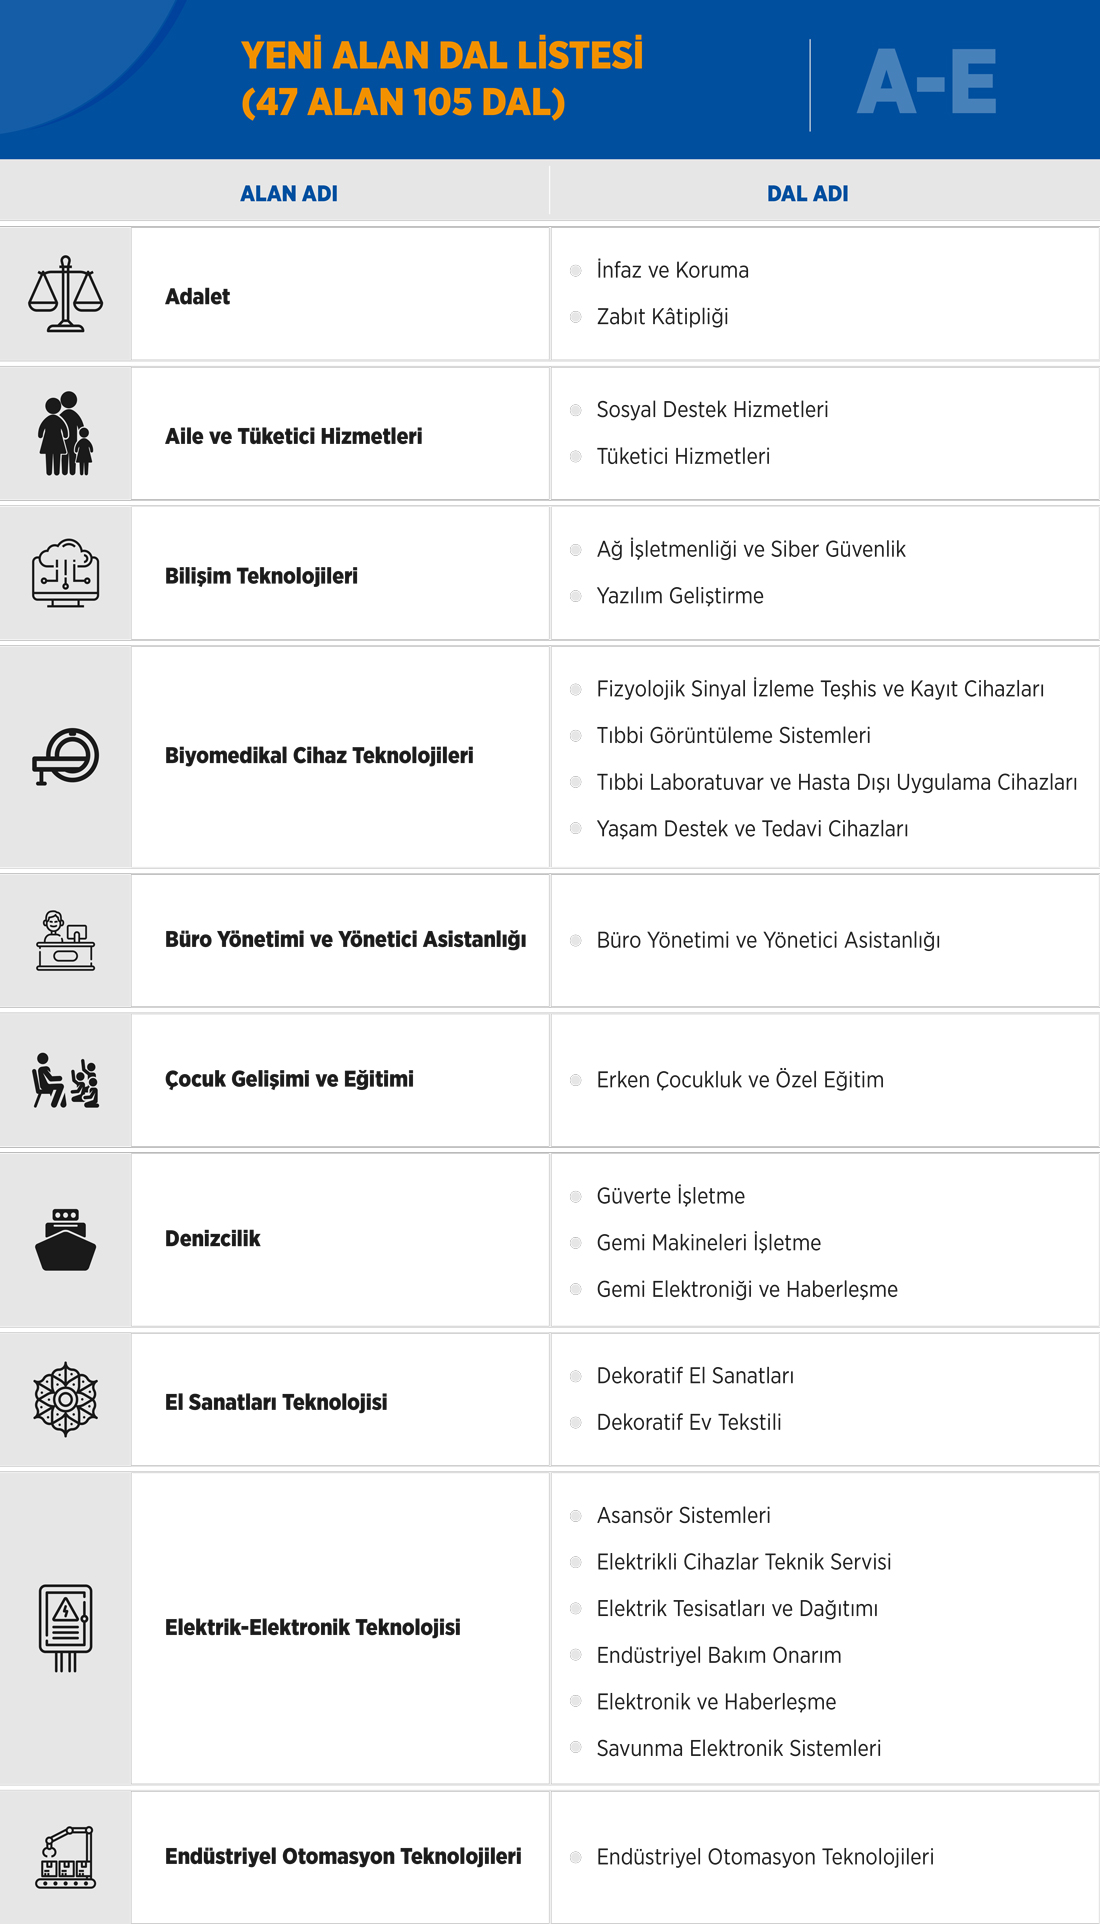 YENİ ALAN DAL LİSTESİ
(47 ALAN 105 DAL)
A-E
ALAN ADI
DAL ADI
Adalet
İnfaz ve Koruma
Zabıt Kâtipliği
Aile ve Tüketici Hizmetleri
Sosyal Destek Hizmetleri
Tüketici Hizmetleri
Bilişim Teknolojileri
Ağ İşletmenliği ve Siber Güvenlik
Yazılım Geliştirme
Biyomedikal Cihaz Teknolojileri
Fizyolojik Sinyal İzleme Teşhis ve Kayıt Cihazları
Tıbbi Görüntüleme Sistemleri
Tıbbi Laboratuvar ve Hasta Dışı Uygulama Cihazları
Yaşam Destek ve Tedavi Cihazları
Büro Yönetimi ve Yönetici Asistanlığı
Büro Yönetimi ve Yönetici Asistanlığı
Çocuk Gelişimi ve Eğitimi
Erken Çocukluk ve Özel Eğitim
Denizcilik
Güverte İşletme
Gemi Makineleri İşletme
Gemi Elektroniği ve Haberleşme
El Sanatları Teknolojisi
Dekoratif El Sanatları
Dekoratif Ev Tekstili
Elektrik-Elektronik Teknolojisi
Asansör Sistemleri
Elektrikli Cihazlar Teknik Servisi
Elektrik Tesisatları ve Dağıtımı
Endüstriyel Bakım Onarım
Elektronik ve Haberleşme
Savunma Elektronik Sistemleri
Endüstriyel Otomasyon Teknolojileri
Endüstriyel Otomasyon Teknolojileri